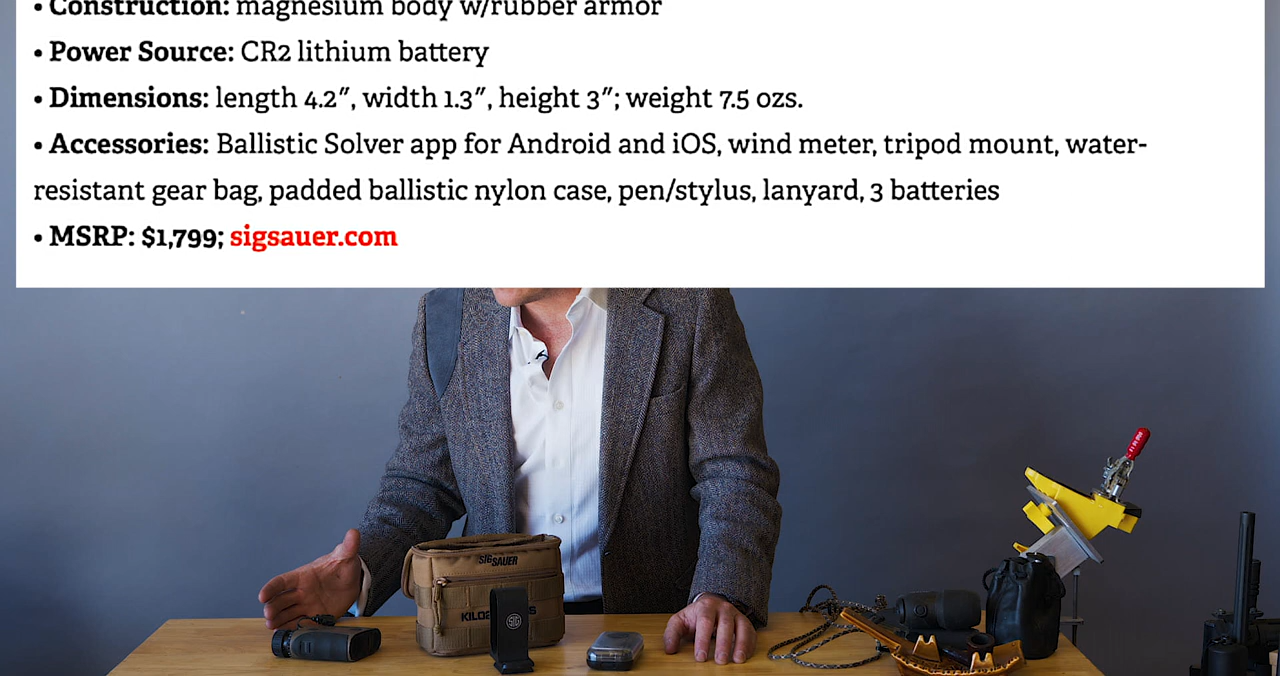 • Construction: magnesium body w/rubber armor
• Power Source: CR2 lithium battery
• Dimensions: length 4.2″, width 1.3″, height 3″; weight 7.5 ozs.
• Accessories: Ballistic Solver app for Android and iOS, wind meter, tripod mount, water-
resistant gear bag, padded ballistic nylon case, pen/stylus, lanyard, 3 batteries
• MSRP: $1,799; sigsauer.com
SIG SAUER
SIG